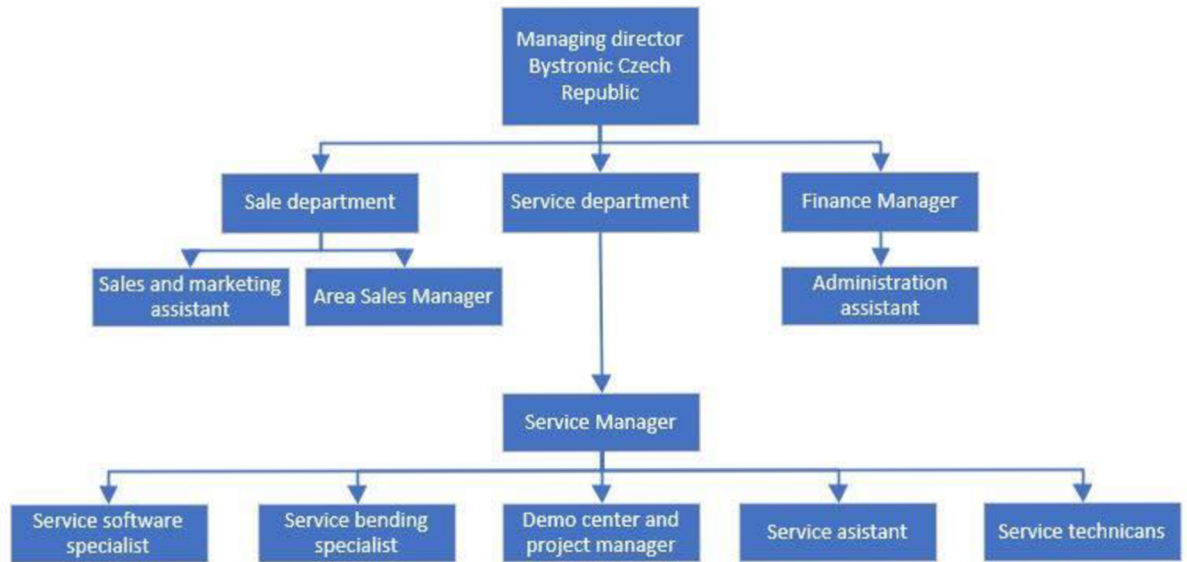 Managing director
Bystronic Czech
Republic
Sale department
Service department
Finance Manager
Sales and marketing
assistant
Area Sales Manager
Administration
assistant
Service Manager
Service software
specialist
Service bending
specialist
Demo center and
project manager
Service asistant
Service technicans